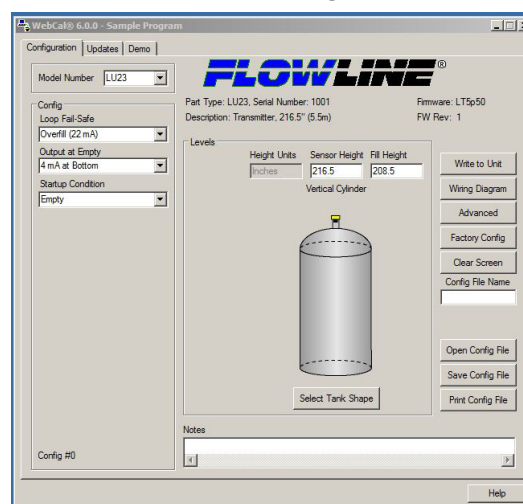 WebCal® 6.0.0 - Sample Program
Configuration Updates Demo
Model Number LU23
FLOWLINE®
Part Type: LU23, Serial Number: 1001 Firmware: LT5p50
Description: Transmitter, 216.5" (5.5m) FW Rev: 1
Config
Loop Fail-Safe
Overfill (22 mA)
Output at Empty
4 mA at Bottom
Startup Condition
Empty
Config #0
Levels
Height Units Sensor Height Fill Height
Inches 216.5 208.5
Vertical Cylinder
Select Tank Shape
Write to Unit
Wiring Diagram
Advanced
Factory Config
Clear Screen
Config File Name
Open Config File
Save Config File
Print Config File
Notes
Help